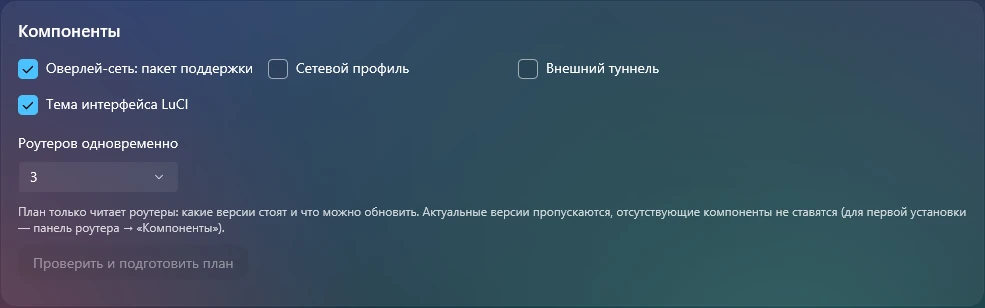 Компоненты
Оверлей-сеть: пакет поддержки
Сетевой профиль
Внешний туннель
Тема интерфейса LuCI
Роутеров одновременно
3
План только читает роутеры: какие версии стоят и что можно обновить. Актуальные версии пропускаются, отсутствующие компоненты не ставятся (для первой установки
— панель роутера → «Компоненты»).
Проверить и подготовить план